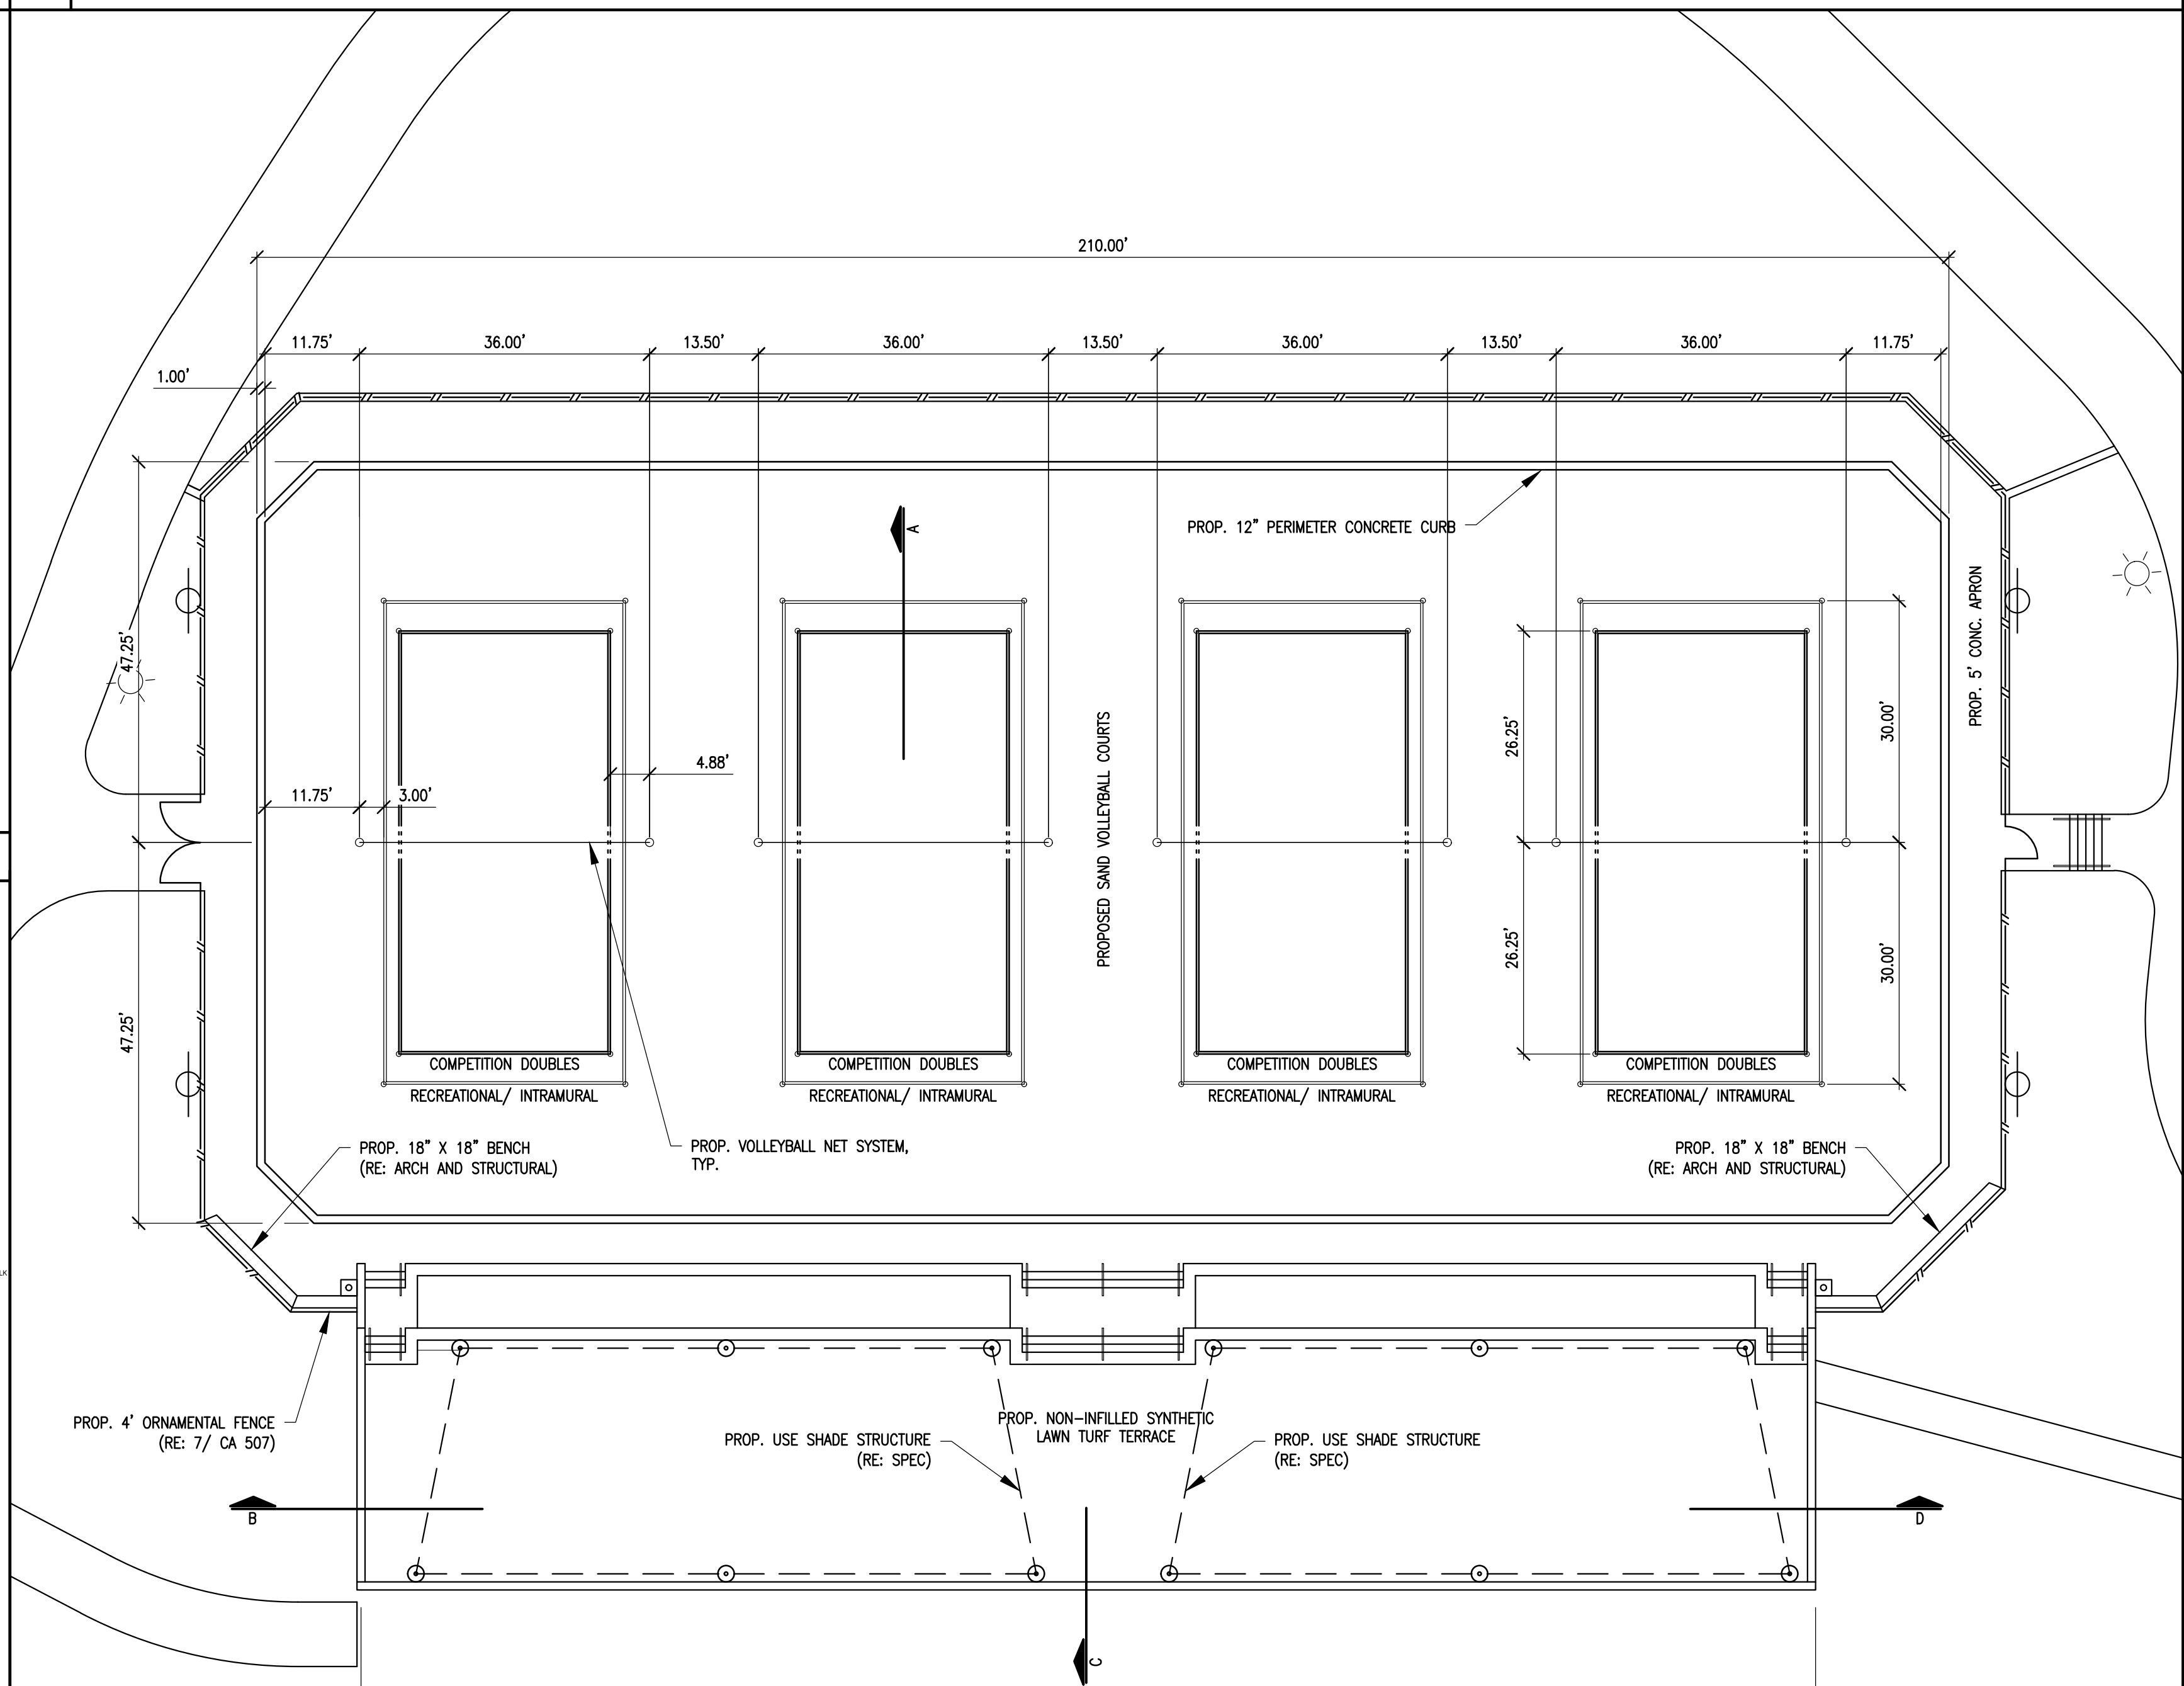 210.00'
11.75'
36.00'
13.50'
36.00'
13.50'
36.00'
13.50'
36.00'
11.75'
1.00'
A
PROP. 12" PERIMETER CONCRETE CURB
PROP. 5' CONC. APRON
47.25'
26.25'
30.00'
4.88'
11.75'
3.00'
PROPOSED SAND VOLLEYBALL COURTS
26.25'
30.00'
47.25'
COMPETITION DOUBLES
COMPETITION DOUBLES
COMPETITION DOUBLES
COMPETITION DOUBLES
RECREATIONAL/ INTRAMURAL
RECREATIONAL/ INTRAMURAL
RECREATIONAL/ INTRAMURAL
RECREATIONAL/ INTRAMURAL
PROP. 18" X 18" BENCH
(RE: ARCH AND STRUCTURAL)
PROP. VOLLEYBALL NET SYSTEM,
TYP.
PROP. 18" X 18" BENCH
(RE: ARCH AND STRUCTURAL)
LK
PROP. 4' ORNAMENTAL FENCE
(RE: 7/ CA 507)
PROP. USE SHADE STRUCTURE
(RE: SPEC)
PROP. NON-INFILLED SYNTHETIC
LAWN TURF TERRACE
PROP. USE SHADE STRUCTURE
(RE: SPEC)
B
D
C